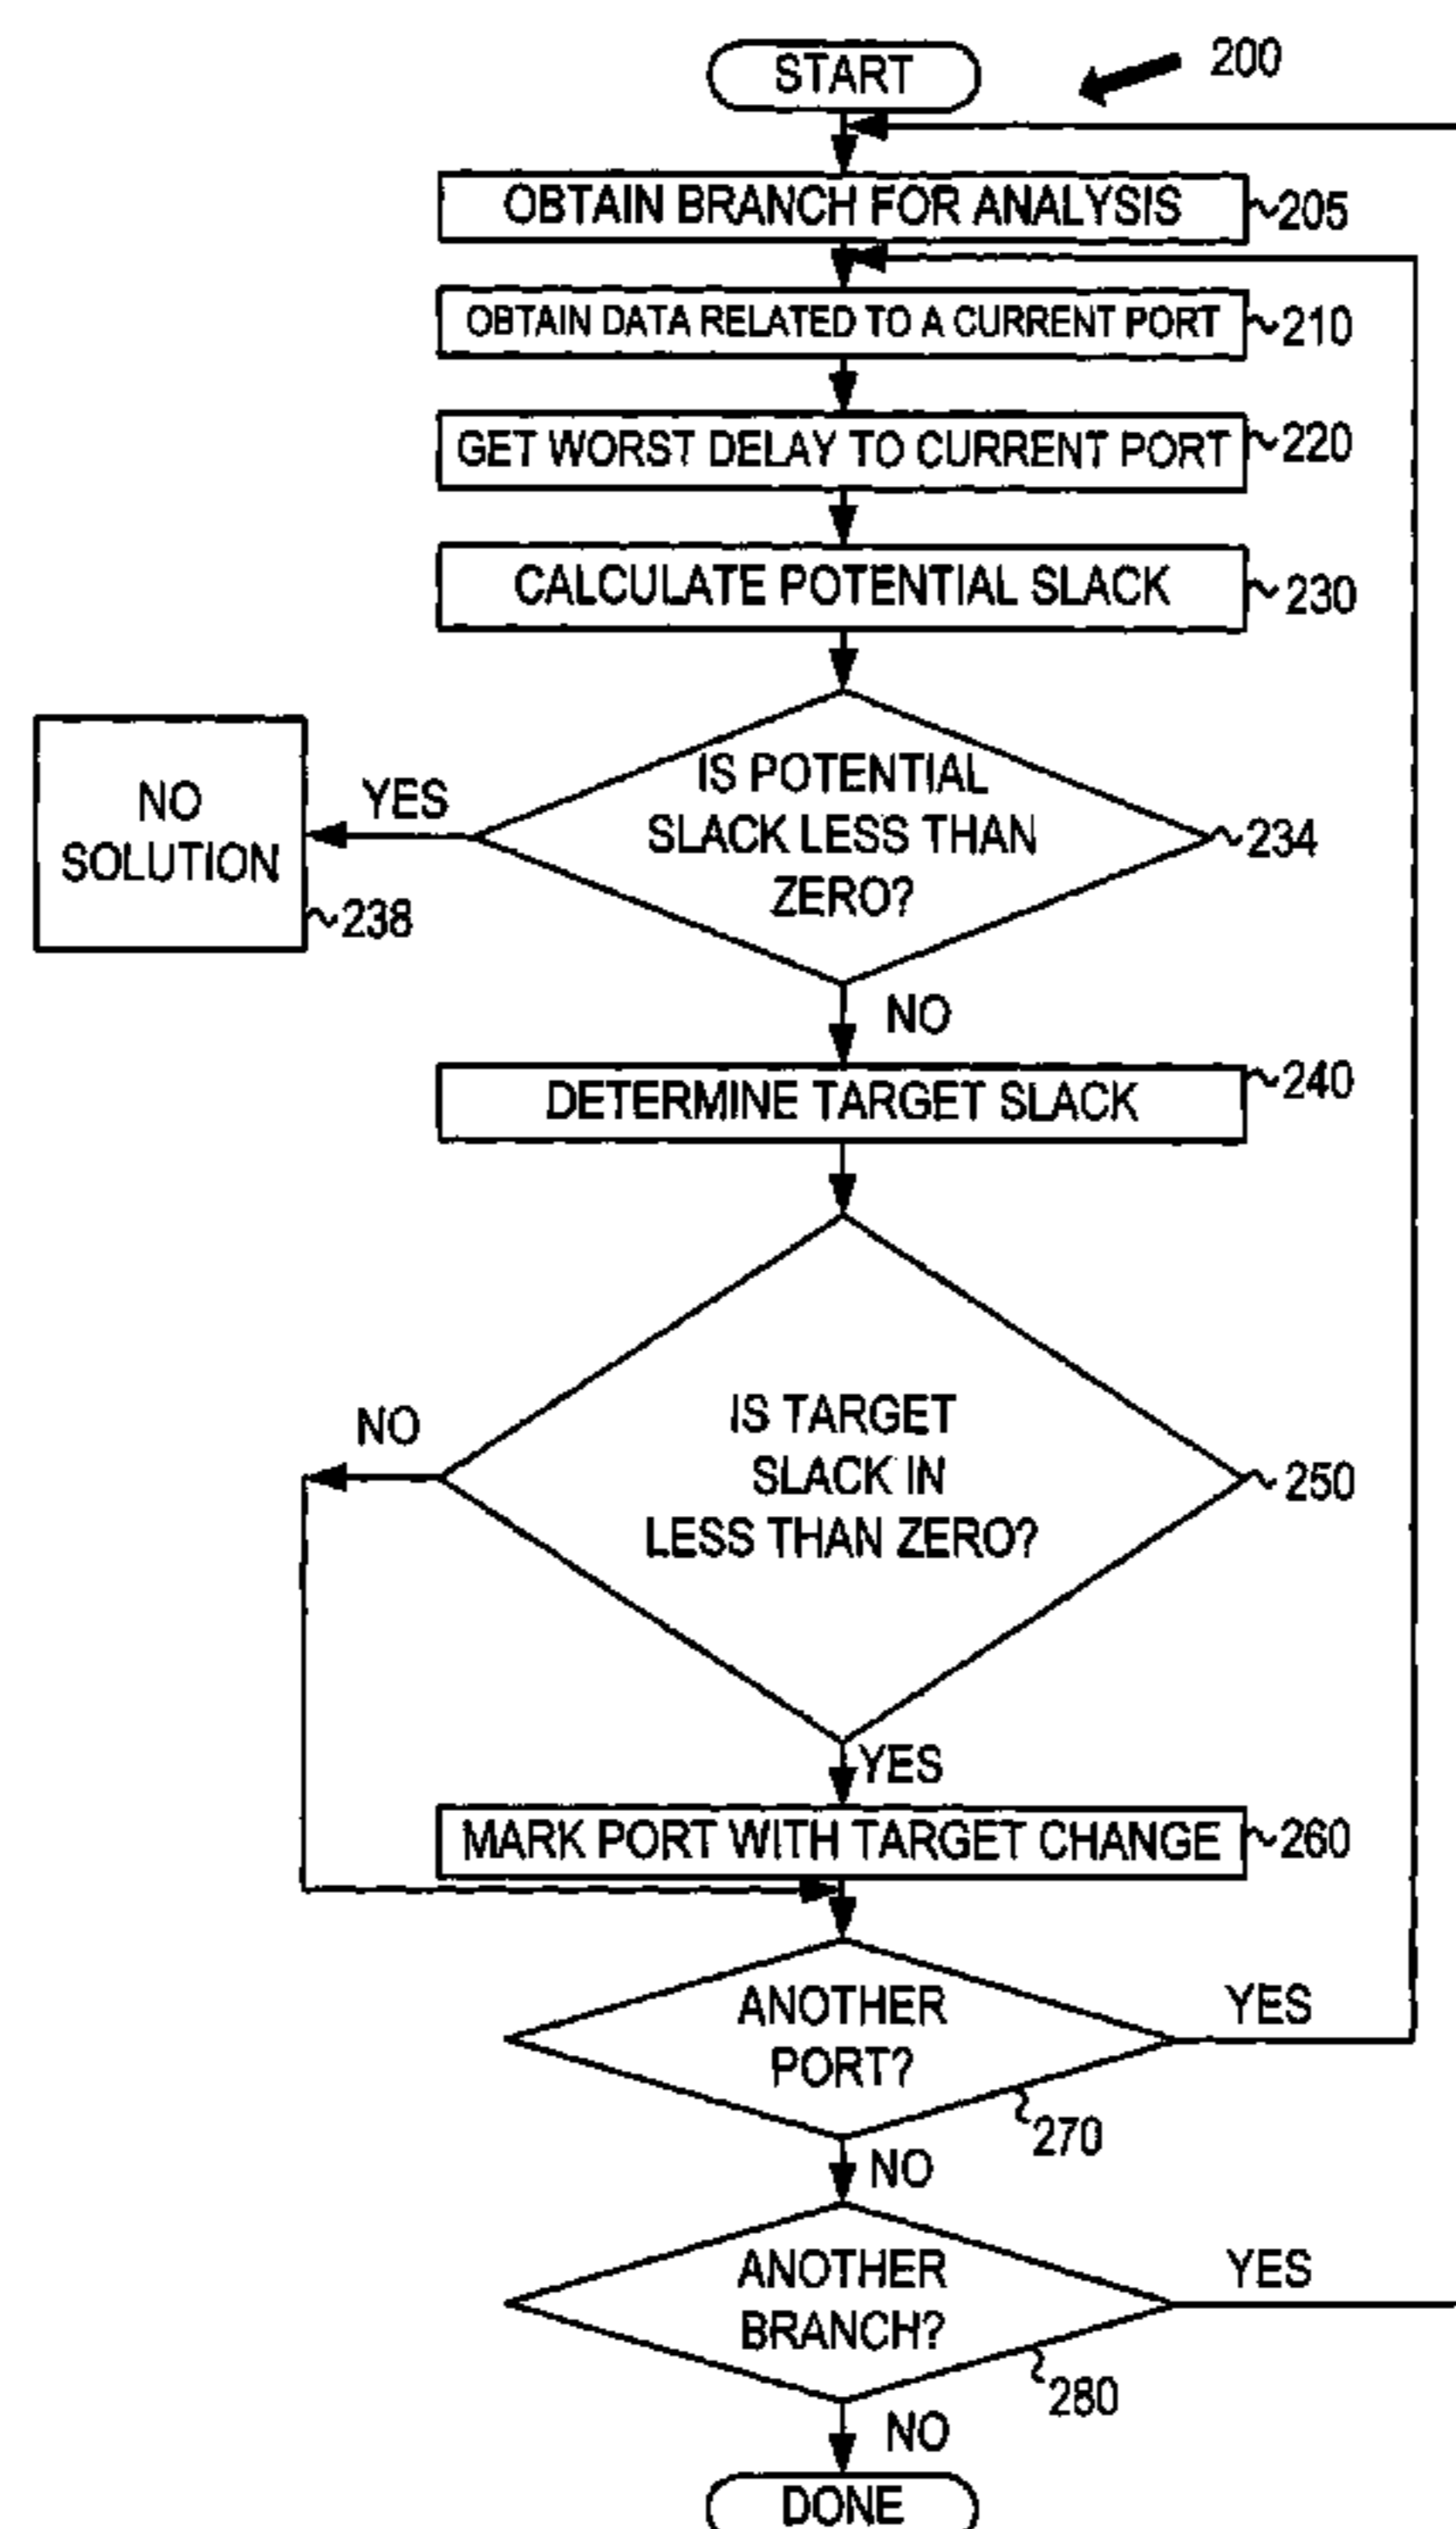 START
200
OBTAIN BRANCH FOR ANALYSIS
205
OBTAIN DATA RELATED TO A CURRENT PORT
210
GET WORST DELAY TO CURRENT PORT
220
CALCULATE POTENTIAL SLACK
230
IS POTENTIAL
SLACK LESS THAN
ZERO?
234
YES
NO
SOLUTION
238
NO
DETERMINE TARGET SLACK
240
IS TARGET
SLACK IN
LESS THAN ZERO?
250
NO
YES
MARK PORT WITH TARGET CHANGE
260
ANOTHER
PORT?
YES
270
NO
ANOTHER
BRANCH?
YES
280
NO
DONE